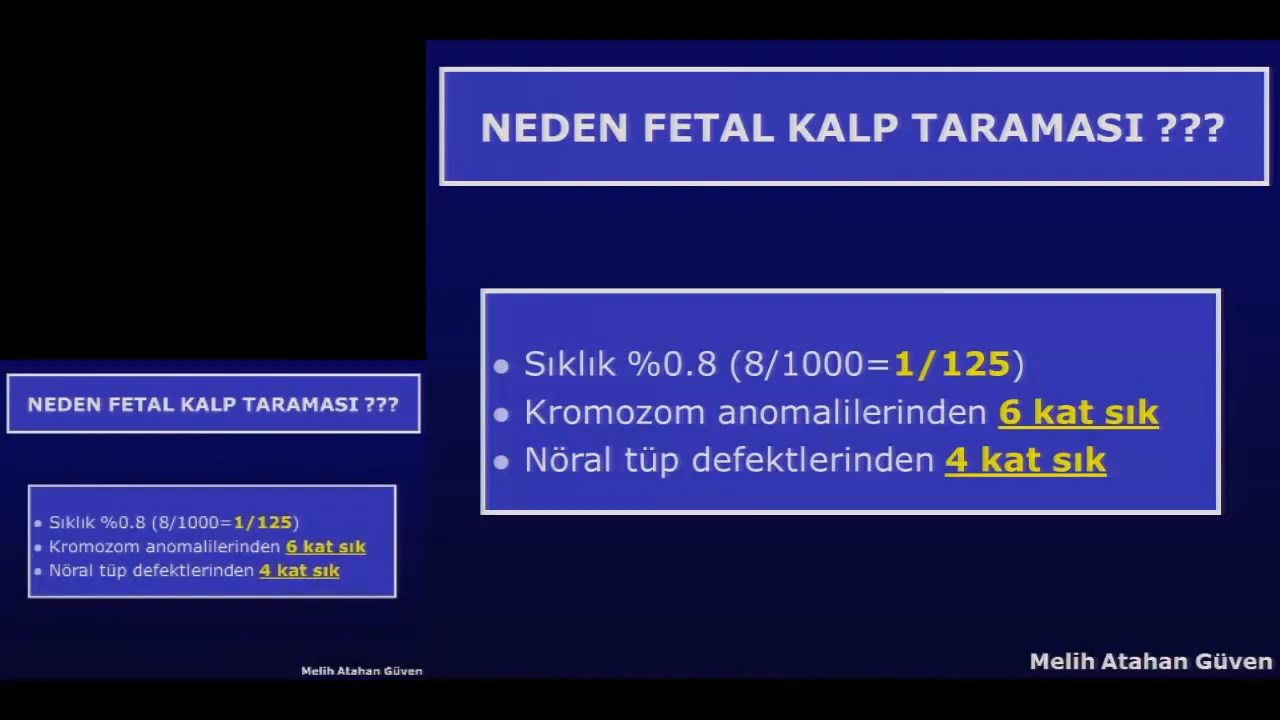 NEDEN FETAL KALP TARAMASI ???
• Sıklık %0.8 (8/1000=1/125)
• Kromozom anomalilerinden 6 kat sık
• Nöral tüp defektlerinden 4 kat sık
Melih Atahan Güven
NEDEN FETAL KALP TARAMASI ???
• Sıklık %0.8 (8/1000=1/125)
• Kromozom anomalilerinden 6 kat sık
• Nöral tüp defektlerinden 4 kat sık
Melih Atahan Güven